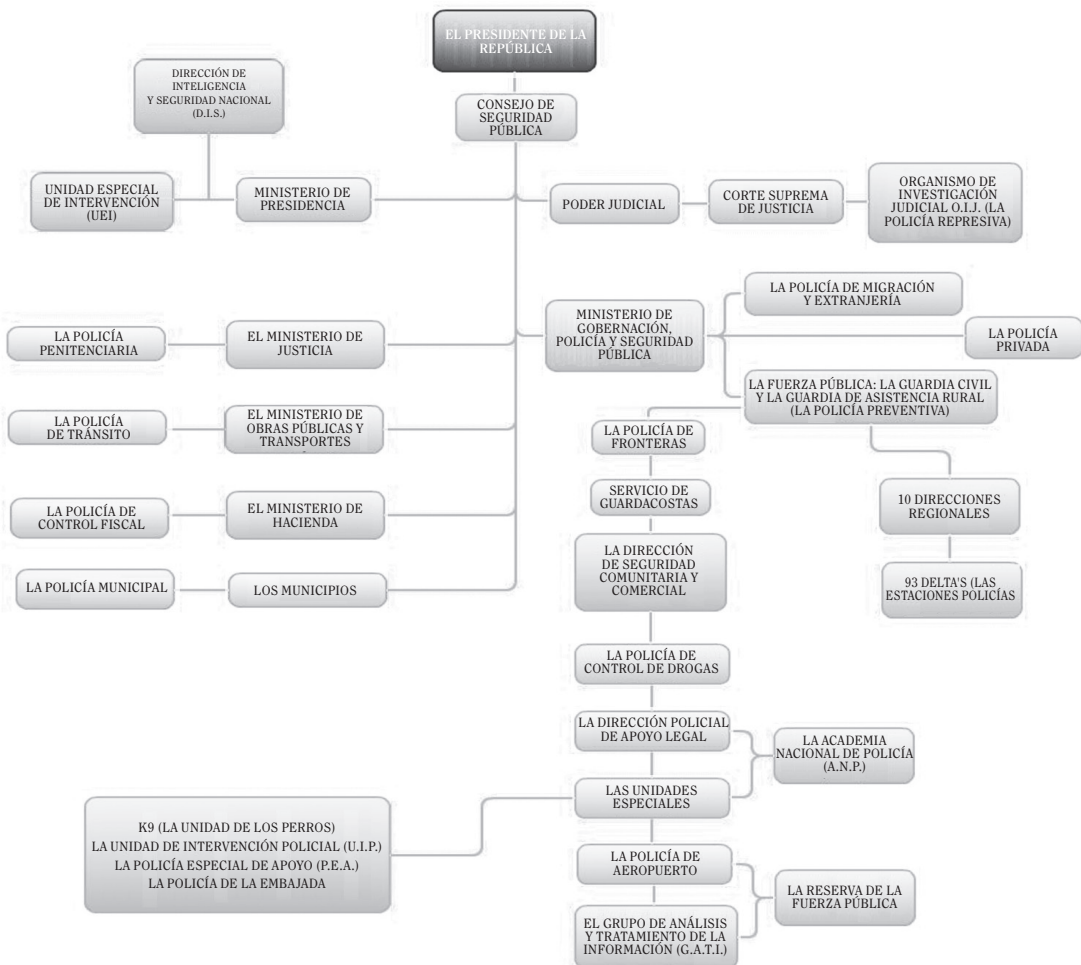 EL PRESIDENTE DE LA
REPÚBLICA
DIRECCIÓN DE
INTELIGENCIA
Y SEGURIDAD NACIONAL
(D.I.S.)
CONSEJO DE
SEGURIDAD
PÚBLICA
UNIDAD ESPECIAL
DE INTERVENCIÓN
(UEI)
MINISTERIO DE
PRESIDENCIA
PODER JUDICIAL
CORTE SUPREMA
DE JUSTICIA
ORGANISMO DE
INVESTIGACIÓN
JUDICIAL O.I.J. (LA
POLICÍA REPRESIVA)
LA POLICÍA DE MIGRACIÓN
Y EXTRANJERÍA
MINISTERIO DE
GOBERNACIÓN,
POLICÍA Y SEGURIDAD
PÚBLICA
LA POLICÍA
PRIVADA
LA POLICÍA
PENITENCIARIA
EL MINISTERIO DE
JUSTICIA
LA FUERZA PÚBLICA: LA GUARDIA CIVIL
Y LA GUARDIA DE ASISTENCIA RURAL
(LA POLICÍA PREVENTIVA)
LA POLICÍA
DE TRÁNSITO
EL MINISTERIO DE
OBRAS PÚBLICAS Y
TRANSPORTES
LA POLICÍA DE
FRONTERAS
SERVICIO DE
GUARDACOSTAS
10 DIRECCIONES
REGIONALES
LA POLICÍA DE
CONTROL FISCAL
EL MINISTERIO DE
HACIENDA
LA DIRECCIÓN
DE SEGURIDAD
COMUNITARIA Y
COMERCIAL
93 DELTA'S (LAS
ESTACIONES POLICÍAS
LA POLICÍA MUNICIPAL
LOS MUNICIPIOS
LA POLICÍA DE
CONTROL DE DROGAS
LA DIRECCIÓN POLICIAL
DE APOYO LEGAL
LA ACADEMIA
NACIONAL DE POLICÍA
(A.N.P.)
LAS UNIDADES
ESPECIALES
K9 (LA UNIDAD DE LOS PERROS)
LA UNIDAD DE INTERVENCIÓN POLICIAL (U.I.P.)
LA POLICÍA ESPECIAL DE APOYO (P.E.A.)
LA POLICÍA DE LA EMBAJADA
LA POLICÍA DE
AEROPUERTO
LA RESERVA DE LA
FUERZA PÚBLICA
EL GRUPO DE ANÁLISIS
Y TRATAMIENTO DE LA
INFORMACIÓN (G.A.T.I.)